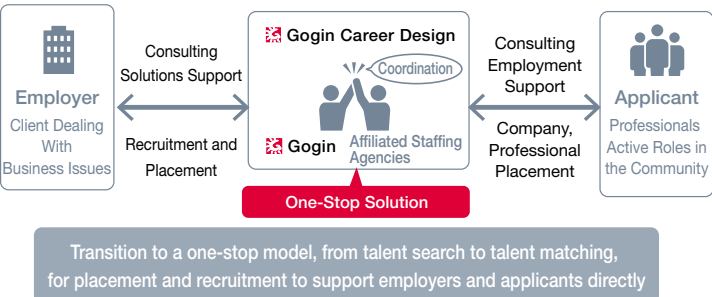 Employer
Client Dealing
With
Business Issues
Consulting
Solutions Support
Recruitment and
Placement
Gogin Career Design
Coordination
Gogin
Affiliated Staffing
Agencies
One-Stop Solution
Consulting
Employment
Support
Company,
Professional
Placement
Applicant
Professionals
Active Roles in
the Community
Transition to a one-stop model, from talent search to talent matching,
for placement and recruitment to support employers and applicants directly